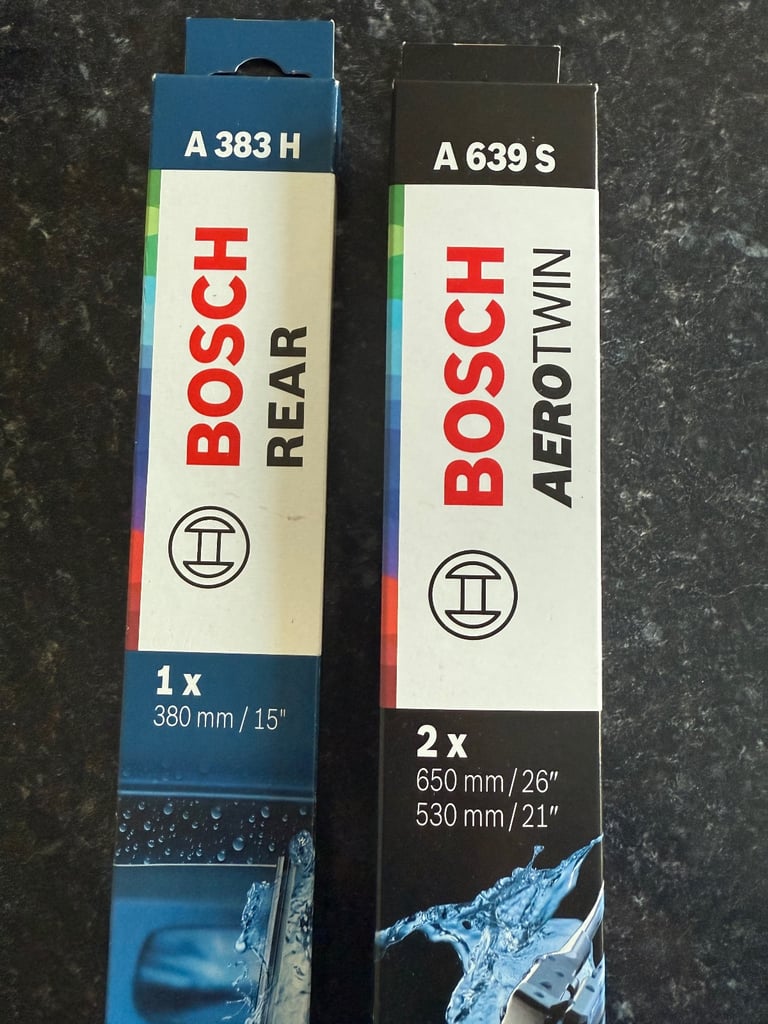 A 383 H
BOSCH
REAR
1 x
380 mm / 15"
A 639 S
BOSCH
AEROTWIN
2 x
650 mm / 26"
530 mm / 21"